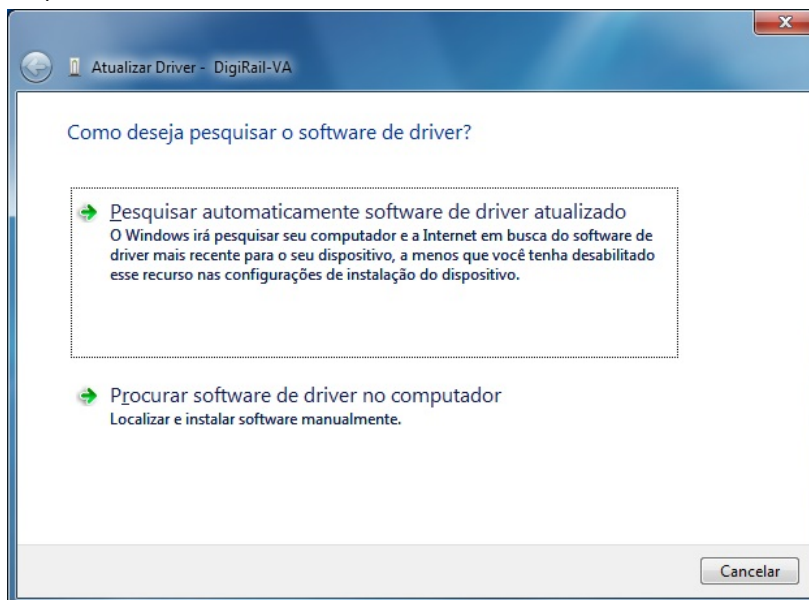 Atualizar Driver - DigiRail-VA
Como deseja pesquisar o software de driver?
Pesquisar automaticamente software de driver atualizado
O Windows irá pesquisar seu computador e a Internet em busca do software de
driver mais recente para o seu dispositivo, a menos que você tenha desabilitado
esse recurso nas configurações de instalação do dispositivo.
Procurar software de driver no computador
Localizar e instalar software manualmente.
Cancelar